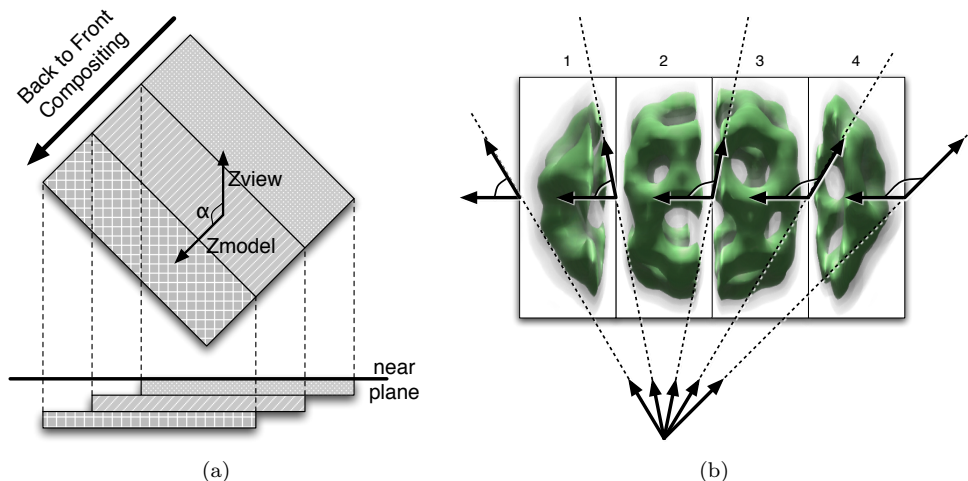 Back to Front
Compositing
Zview
α
Zmodel
near
plane
(a)
1 2 3 4
(b)